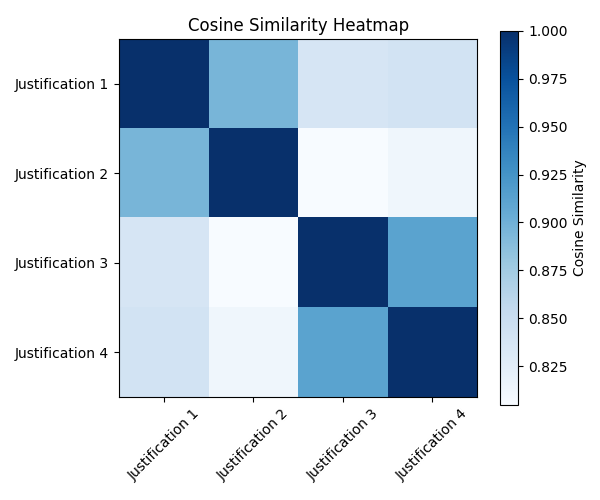 Cosine Similarity Heatmap
Justification 1
Justification 2
Justification 3
Justification 4
Justification 1
Justification 2
Justification 3
Justification 4
1.000
0.975
0.950
0.925
0.900
0.875
0.850
0.825
Cosine Similarity